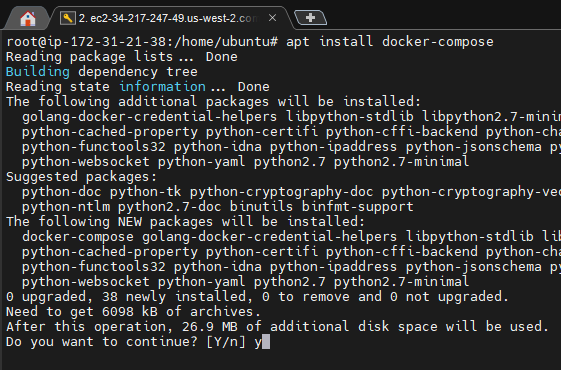 2. ec2-34-217-247-49.us-west-2.com
root@ip-172-31-21-38:/home/ubuntu# apt install docker-compose
Reading package lists... Done
Building dependency tree
Reading state information... Done
The following additional packages will be installed:
golang-docker-credential-helpers libpython-stdlib libpython2.7-mini
python-cached-property python-certifi python-cffi-backend python-cha
python-functools32 python-idna python-ipaddress python-jsonschema py
python-websocket python-yaml python2.7 python2.7-minimal
Suggested packages:
python-doc python-tk python-cryptography-doc python-cryptography-vec
python-ntlm python2.7-doc binutils binfmt-support
The following NEW packages will be installed:
docker-compose golang-docker-credential-helpers libpython-stdlib lib
python-cached-property python-certifi python-cffi-backend python-cha
python-functools32 python-idna python-ipaddress python-jsonschema py
python-websocket python-yaml python2.7 python2.7-minimal
0 upgraded, 38 newly installed, 0 to remove and 0 not upgraded.
Need to get 6098 kB of archives.
After this operation, 26.9 MB of additional disk space will be used.
Do you want to continue? [Y/n] y